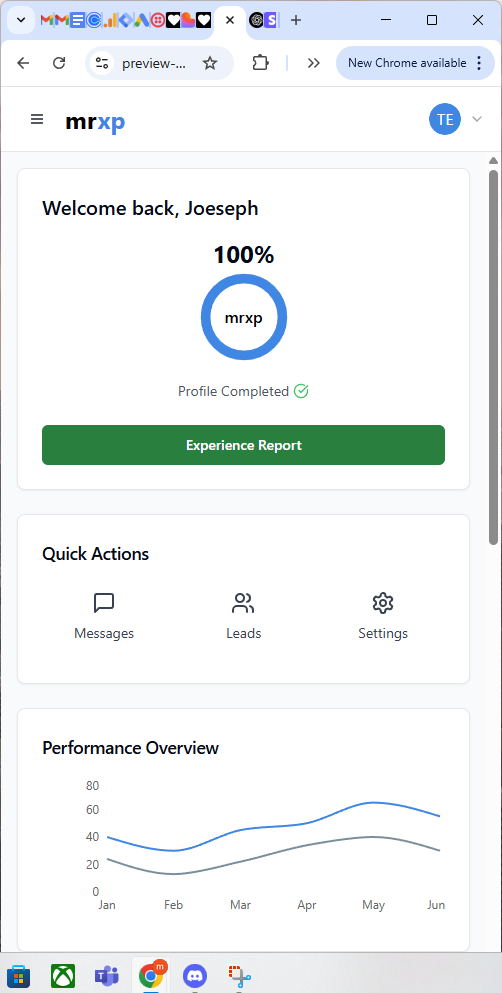 preview-...
New Chrome available
mrxp
TE
Welcome back, Joeseph
100%
mrxp
Profile Completed
Experience Report
Quick Actions
Messages
Leads
Settings
Performance Overview
80
60
40
20
0
Jan Feb Mar Apr May Jun
m